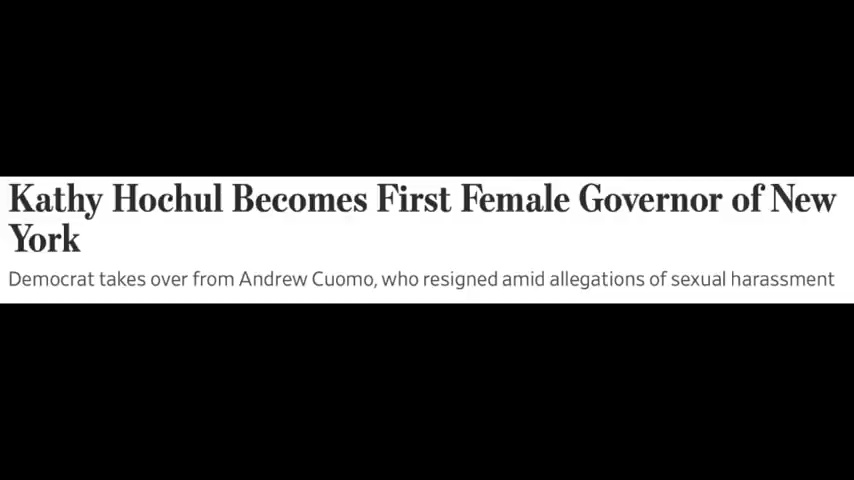 Kathy Hochul Becomes First Female Governor of New
York
Democrat takes over from Andrew Cuomo, who resigned amid allegations of sexual harassment